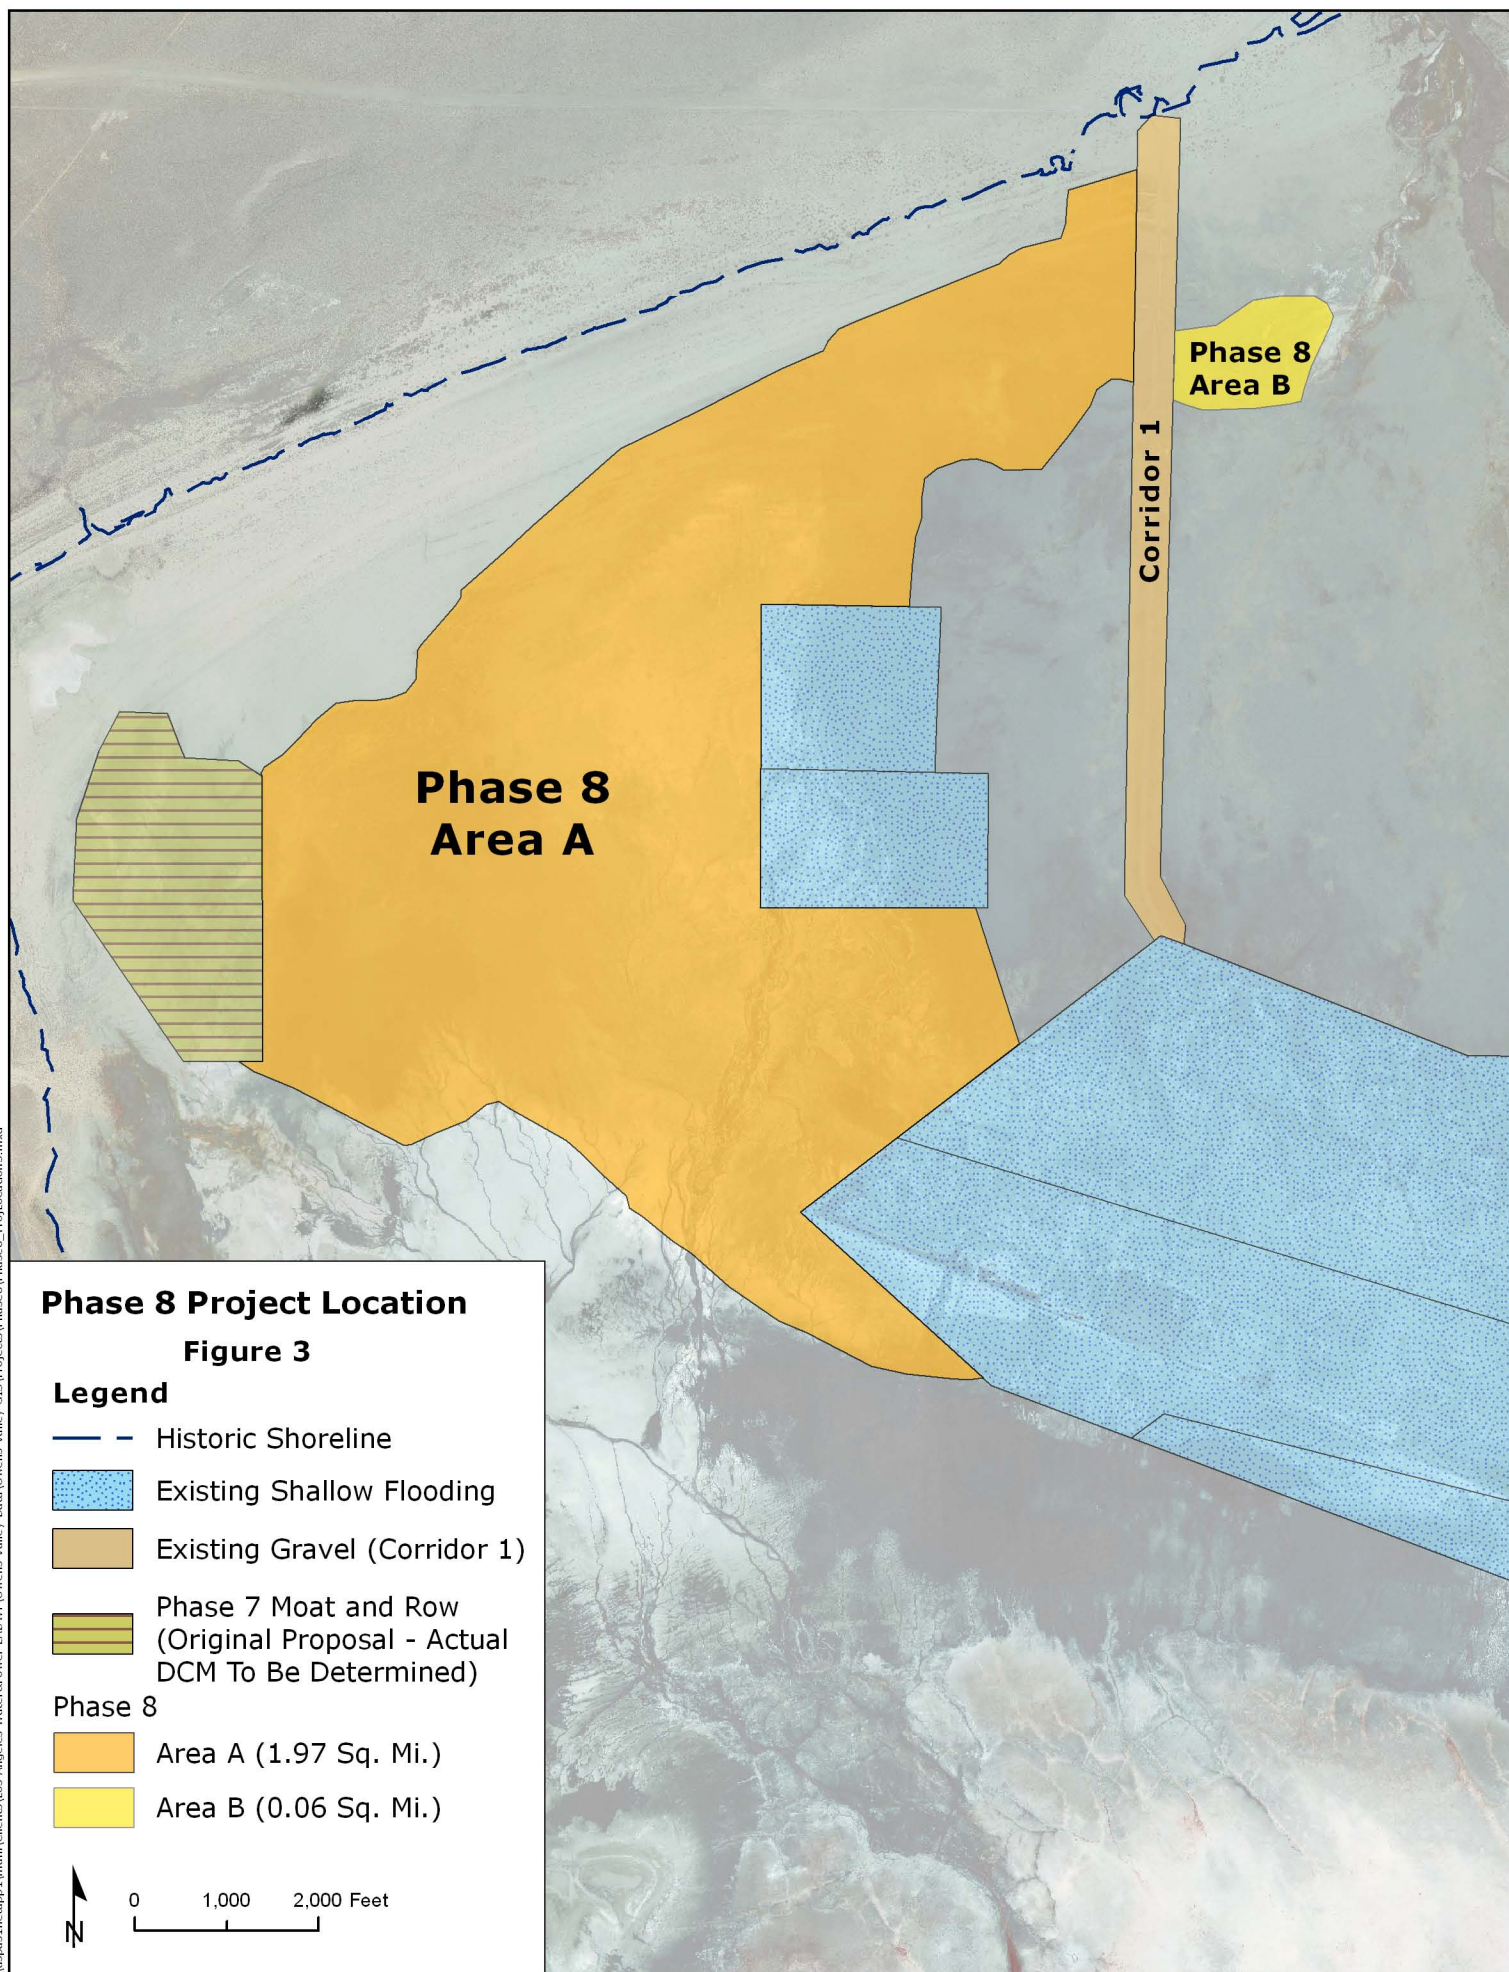 Phase 8
Area B
Corridor 1
Phase 8
Area A
Phase 8 Project Location
Figure 3
Legend
Historic Shoreline
Existing Shallow Flooding
Existing Gravel (Corridor 1)
Phase 7 Moat and Row
(Original Proposal - Actual
DCM To Be Determined)
Phase 8
Area A (1.97 Sq. Mi.)
Area B (0.06 Sq. Mi.)
N
0 1,000 2,000 Feet